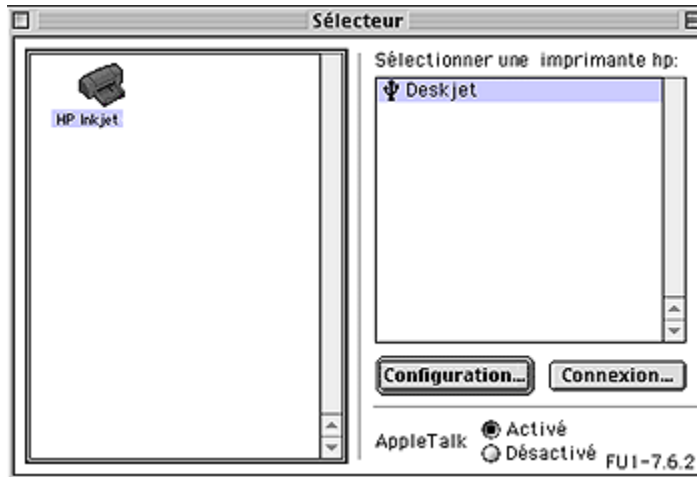 Sélecteur
Sélectionner une imprimante hp:
HP Inkjet
Deskjet
Configuration...
Connexion...
AppleTalk
Activé
Désactivé
FU1-7.6.2